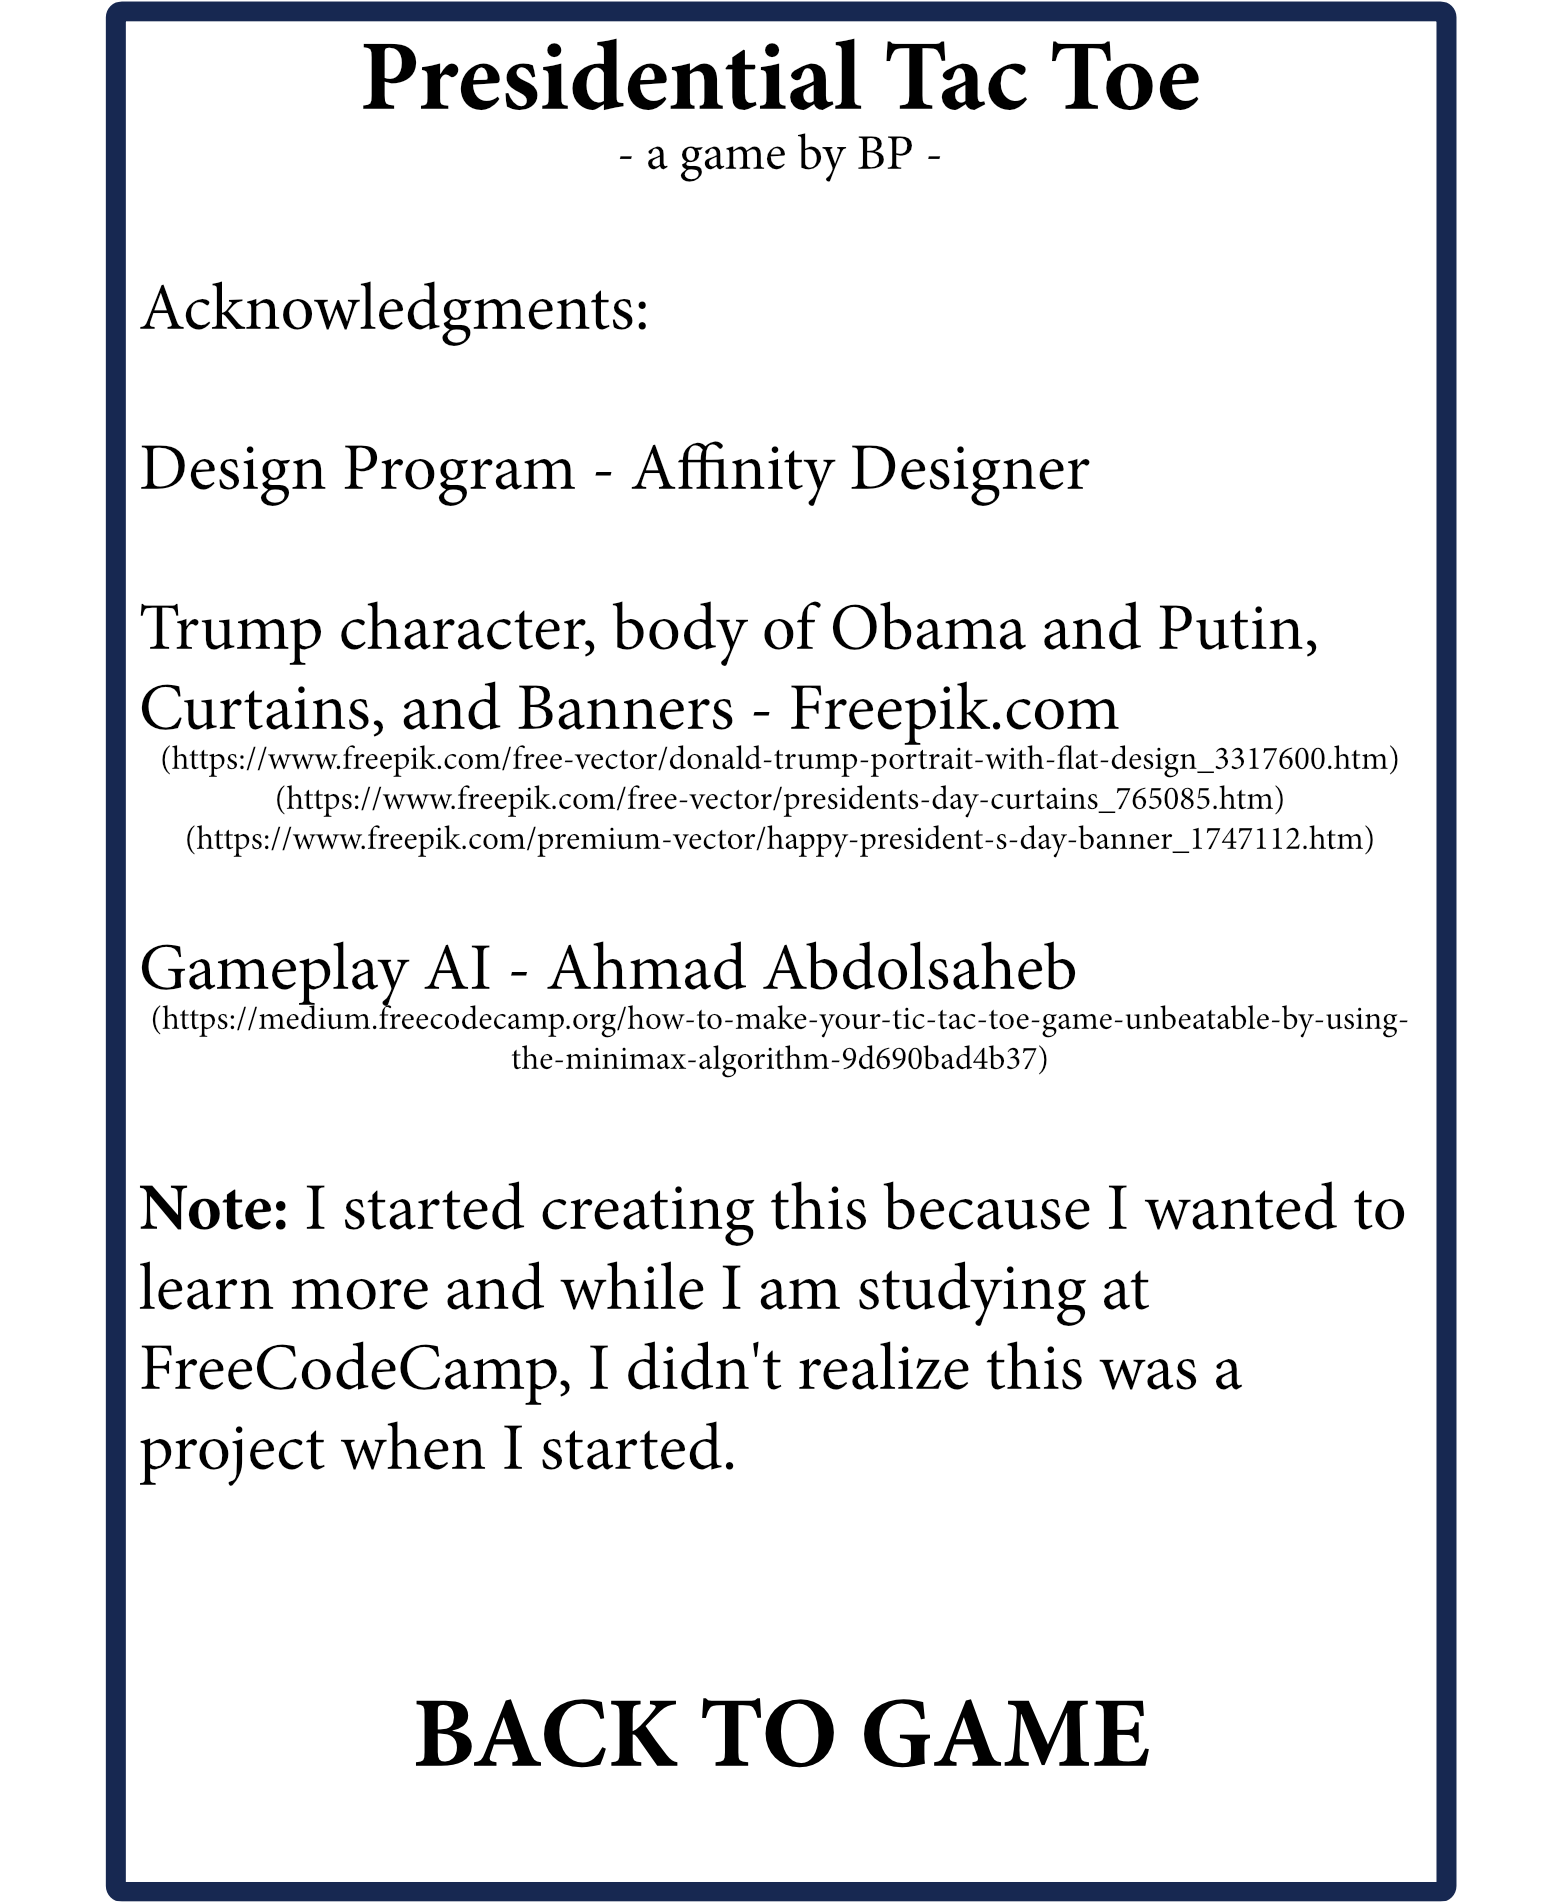 Presidential Tac Toe
- a game by BP -
Acknowledgments:
Design Program - Affinity Designer
Trump character, body of Obama and Putin,
Curtains, and Banners - Freepik.com
(https://www.freepik.com/free-vector/donald-trump-portrait-with-flat-design_3317600.htm)
(https://www.freepik.com/free-vector/presidents-day-curtains_765085.htm)
(https://www.freepik.com/premium-vector/happy-president-s-day-banner_1747112.htm)
Gameplay AI - Ahmad Abdolsaheb
(https://medium.freecodecamp.org/how-to-make-your-tic-tac-toe-game-unbeatable-by-using-
the-minimax-algorithm-9d690bad4b37)
Note: I started creating this because I wanted to
learn more and while I am studying at
FreeCodeCamp, I didn't realize this was a
project when I started.
BACK TO GAME